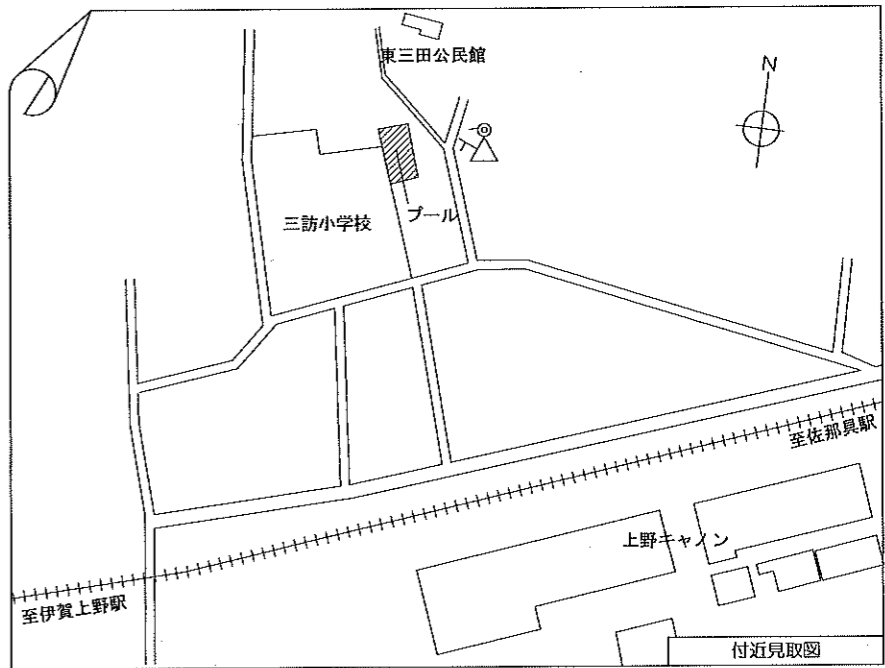 東三田公民館
N
三訪小学校
プール
至佐那具駅
上野キャノン
至伊賀上野駅
付近見取図